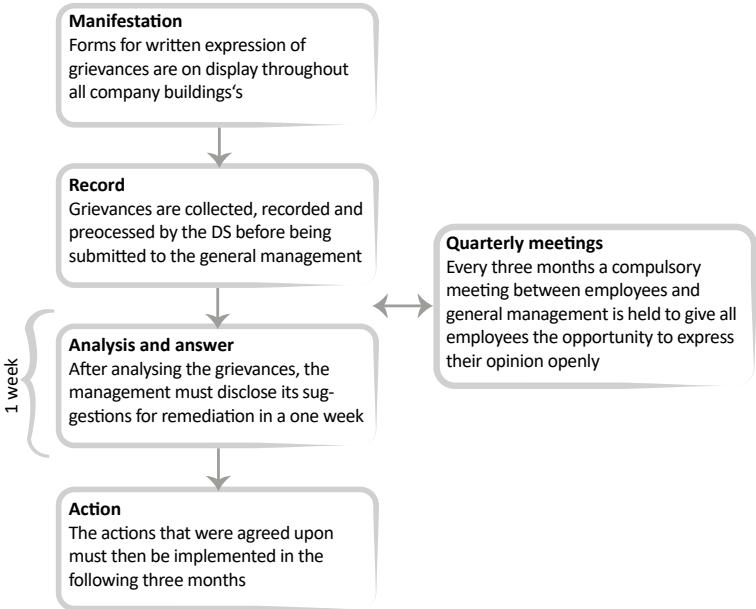 Manifestation
Forms for written expression of
grievances are on display throughout
all company buildings‘s
Record
Grievances are collected, recorded and
preocessed by the DS before being
submitted to the general management
Quarterly meetings
Every three months a compulsory
meeting between employees and
general management is held to give all
employees the opportunity to express
their opinion openly
1 week
Analysis and answer
After analysing the grievances, the
management must disclose its sug-
gestions for remediation in a one week
Action
The actions that were agreed upon
must then be implemented in the
following three months